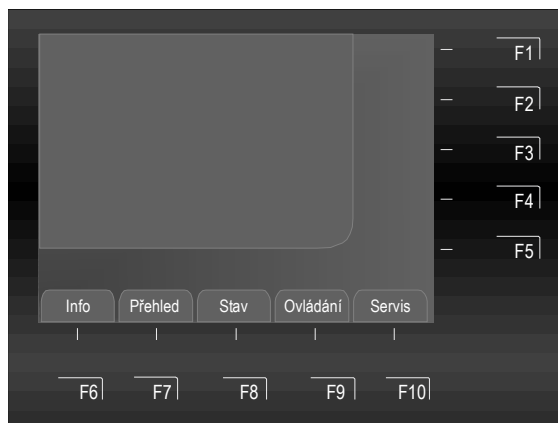 F1
F2
F3
F4
F5
Info Přehled Stav Ovládání Servis
F6 F7 F8 F9 F10